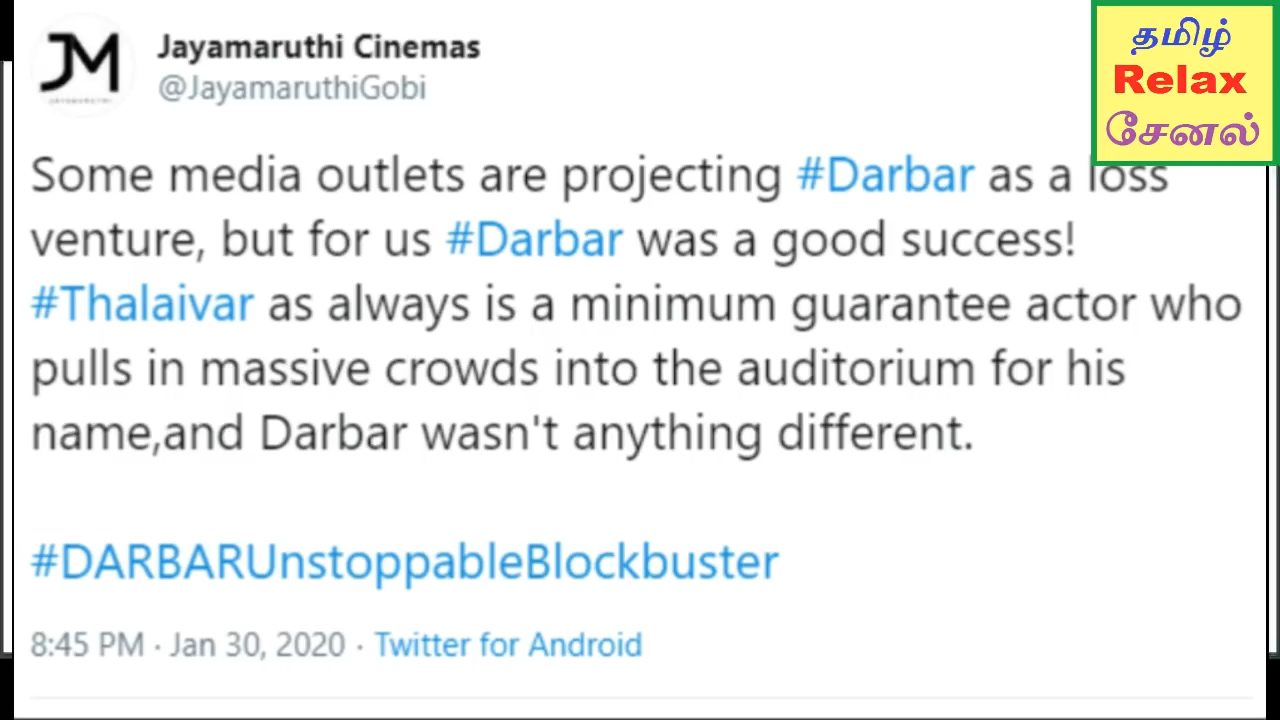 Jayamaruthi Cinemas
@JayamaruthiGobi
JM
தமிழ்
Relax
சேனல்
Some media outlets are projecting #Darbar as a loss
venture, but for us #Darbar was a good success!
#Thalaivar as always is a minimum guarantee actor who
pulls in massive crowds into the auditorium for his
name,and Darbar wasn't anything different.
#DARBARUnstoppableBlockbuster
8:45 PM · Jan 30, 2020 · Twitter for Android